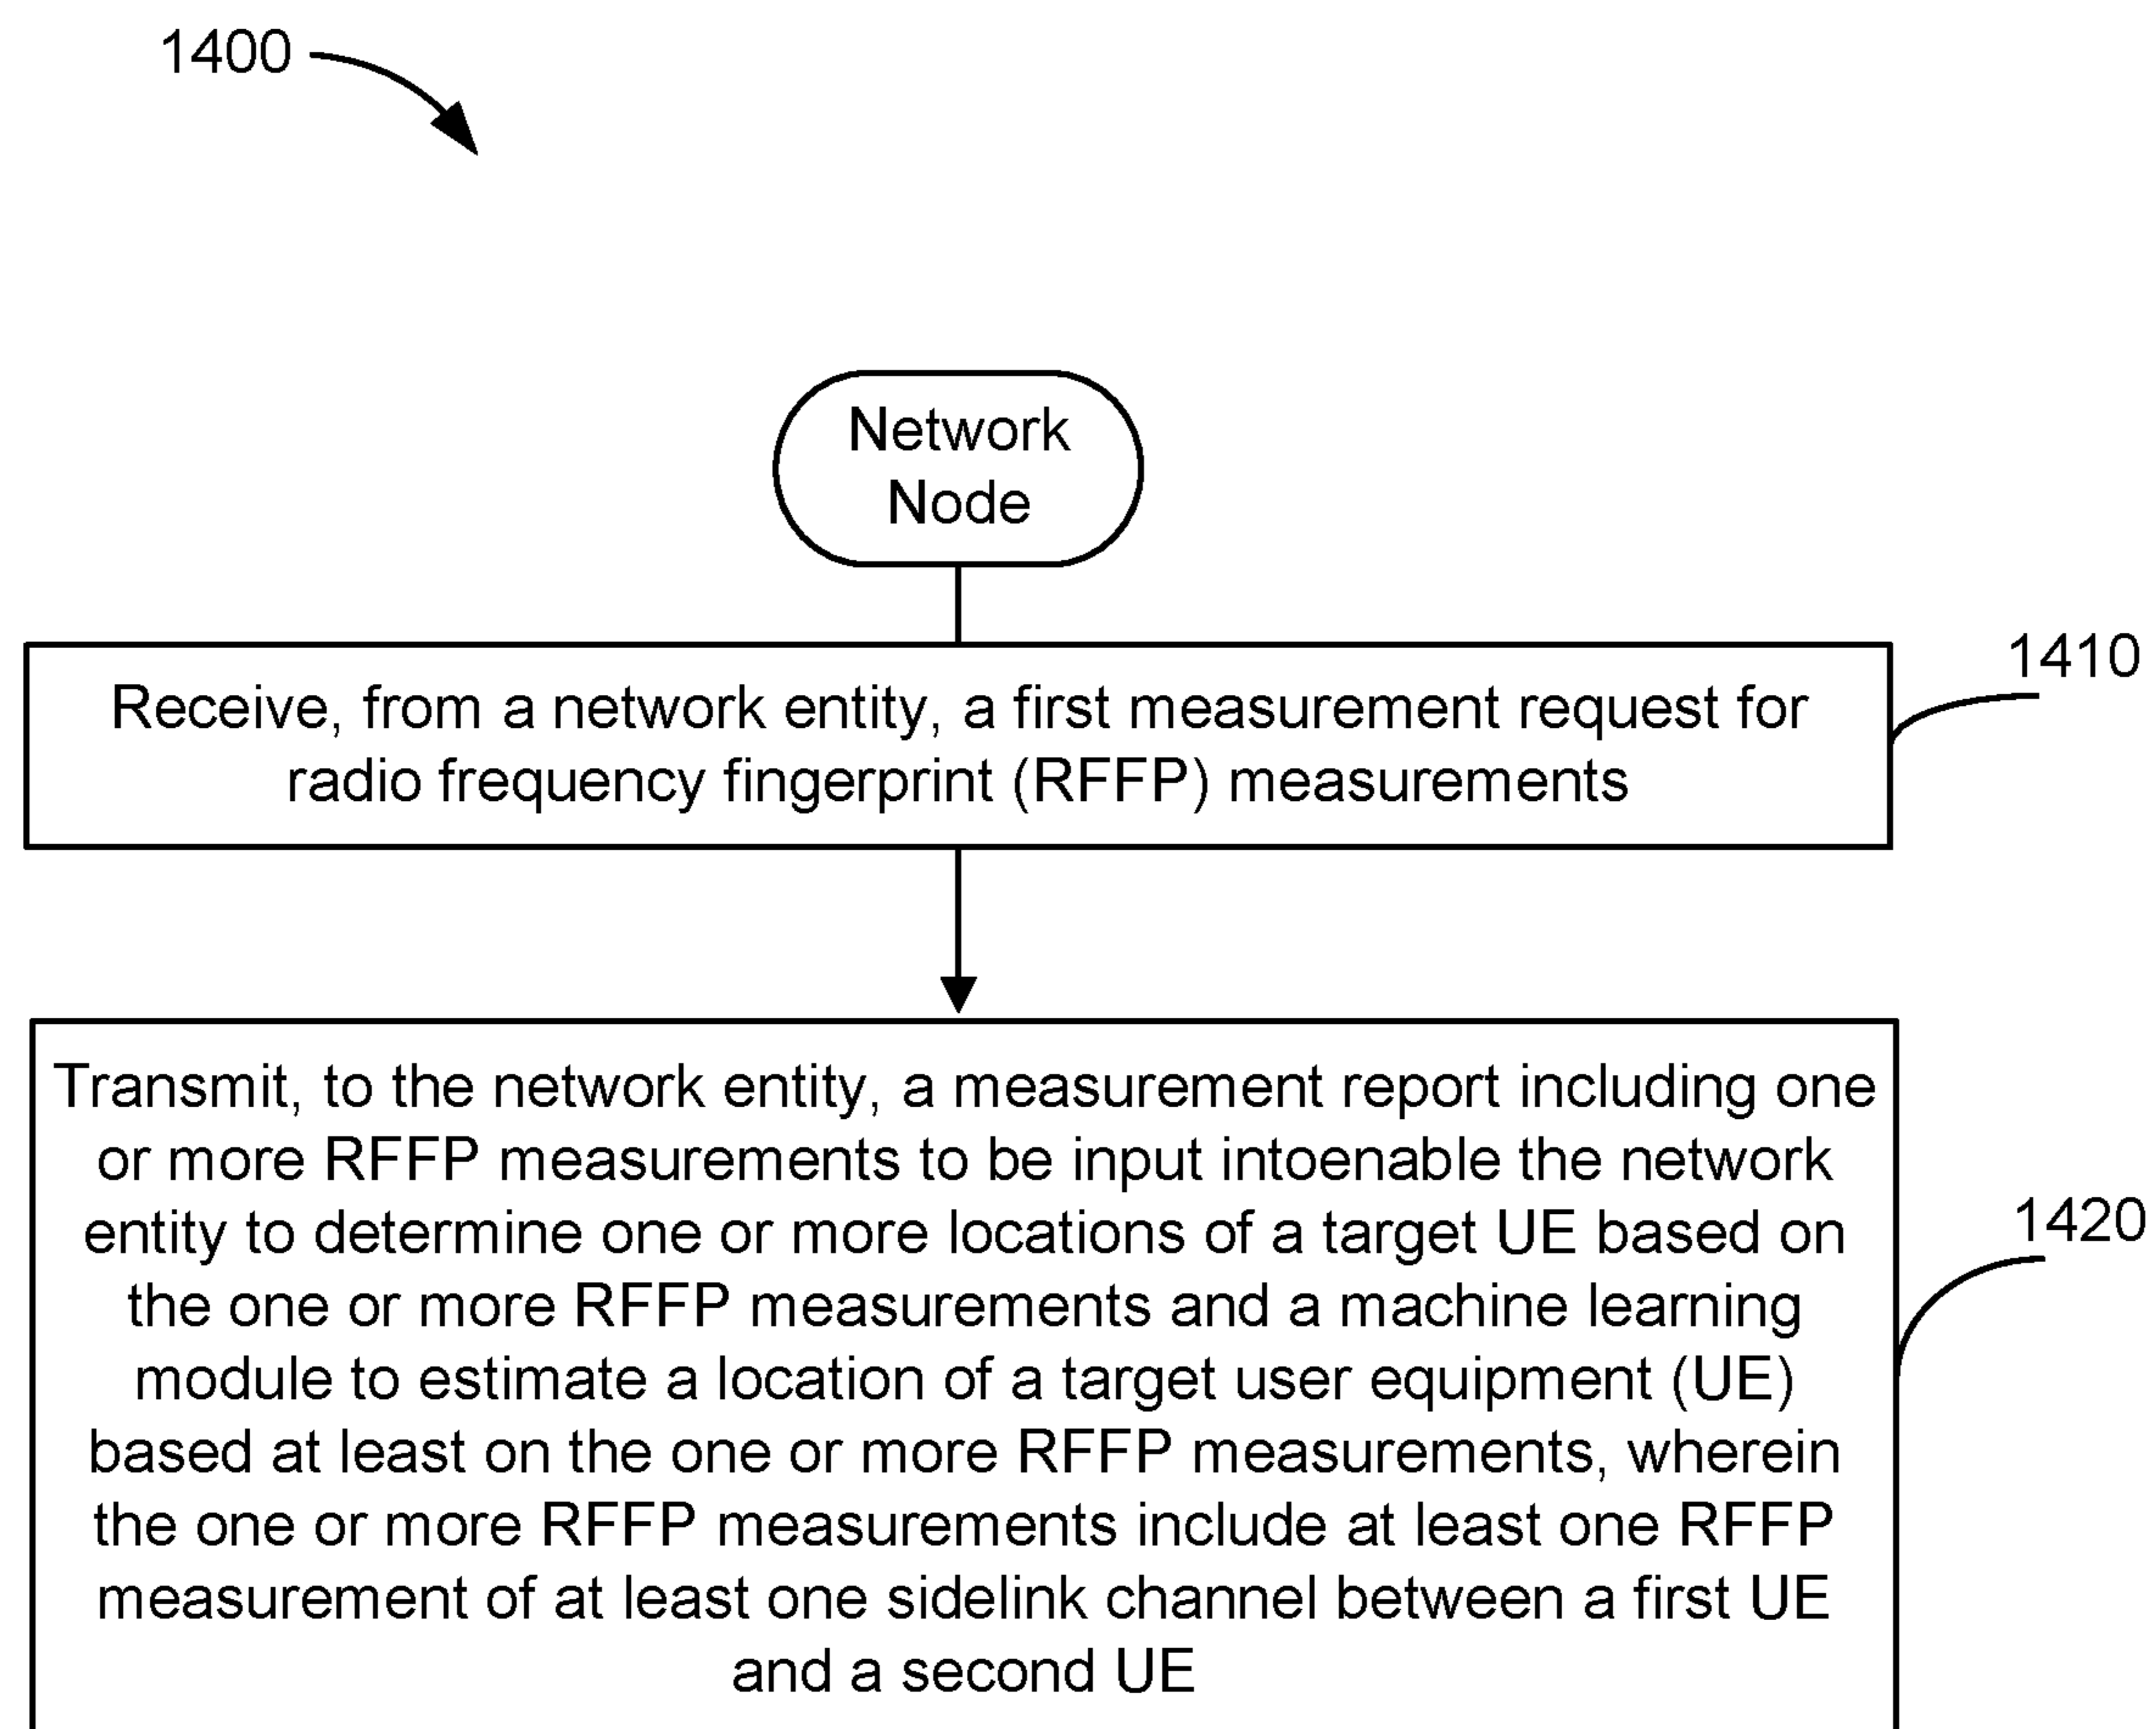 1400
Network
Node
1410
Receive, from a network entity, a first measurement request for
radio frequency fingerprint (RFFP) measurements
Transmit, to the network entity, a measurement report including one
or more RFFP measurements to be input intoenable the network
entity to determine one or more locations of a target UE based on
the one or more RFFP measurements and a machine learning
module to estimate a location of a target user equipment (UE)
based at least on the one or more RFFP measurements, wherein
the one or more RFFP measurements include at least one RFFP
measurement of at least one sidelink channel between a first UE
and a second UE
1420